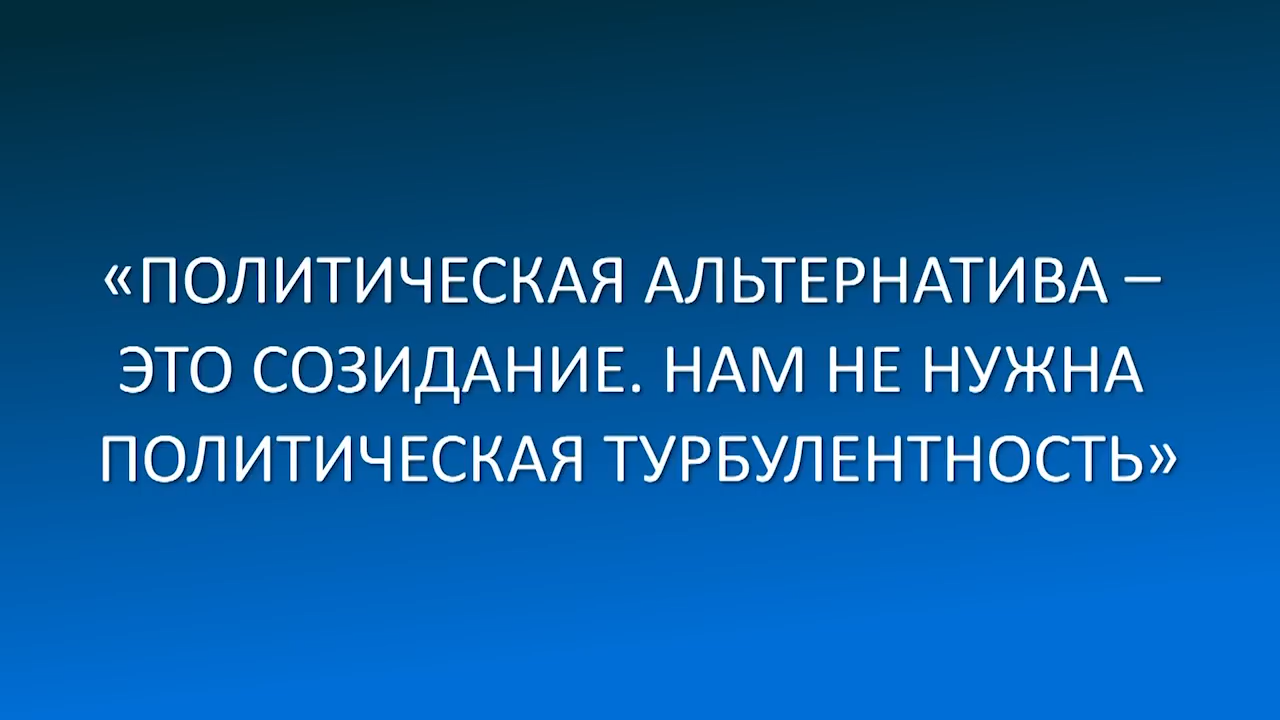 «ПОЛИТИЧЕСКАЯ АЛЬТЕРНАТИВА –
ЭТО СОЗИДАНИЕ. НАМ НЕ НУЖНА
ПОЛИТИЧЕСКАЯ ТУРБУЛЕНТНОСТЬ»